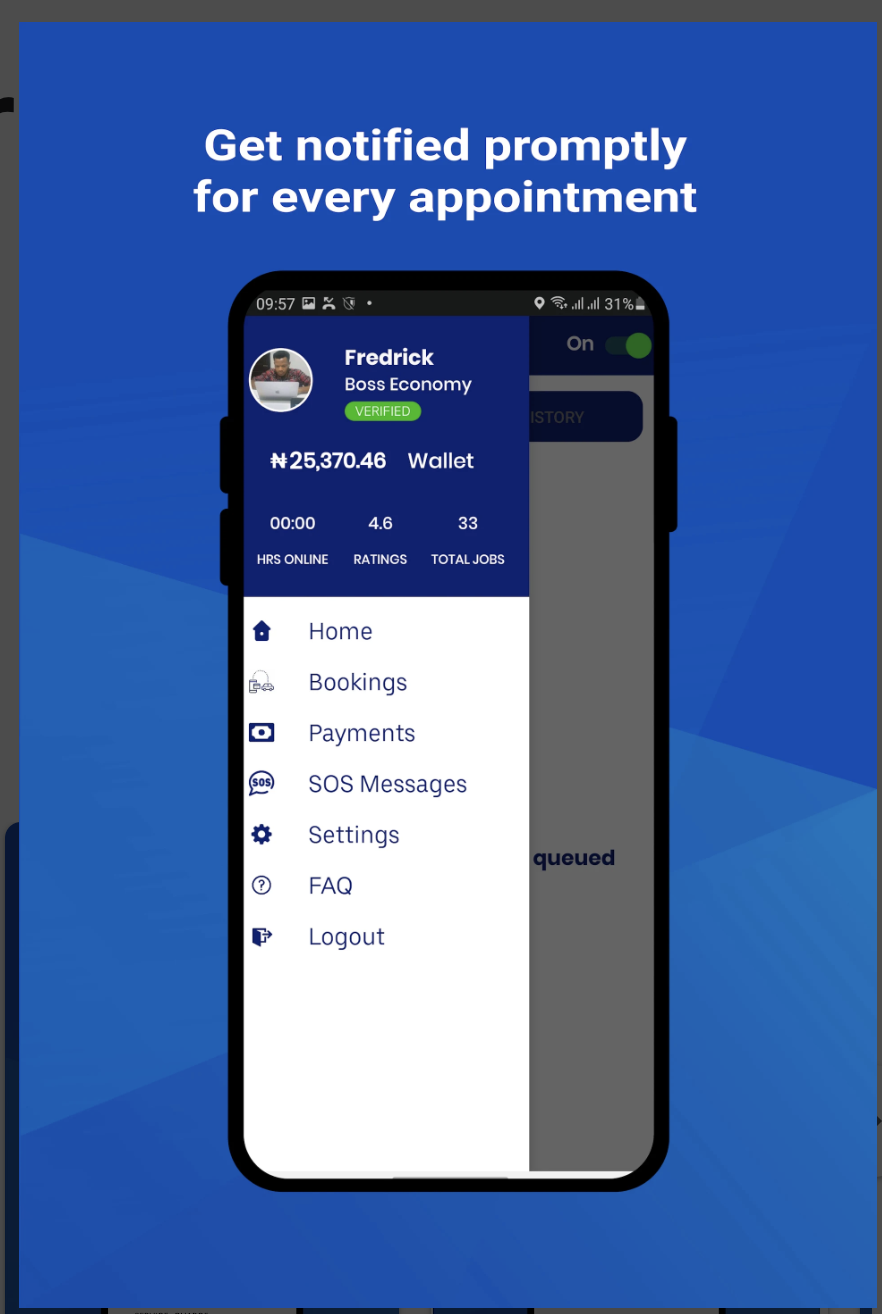 Get notified promptly
for every appointment
09:57
31%
Fredrick
Boss Economy
VERIFIED
On
ISTORY
₦25,370.46 Wallet
00:00 4.6 33
HRS ONLINE RATINGS TOTAL JOBS
Home
Bookings
Payments
SOS Messages
sos
Settings
queued
FAQ
Logout